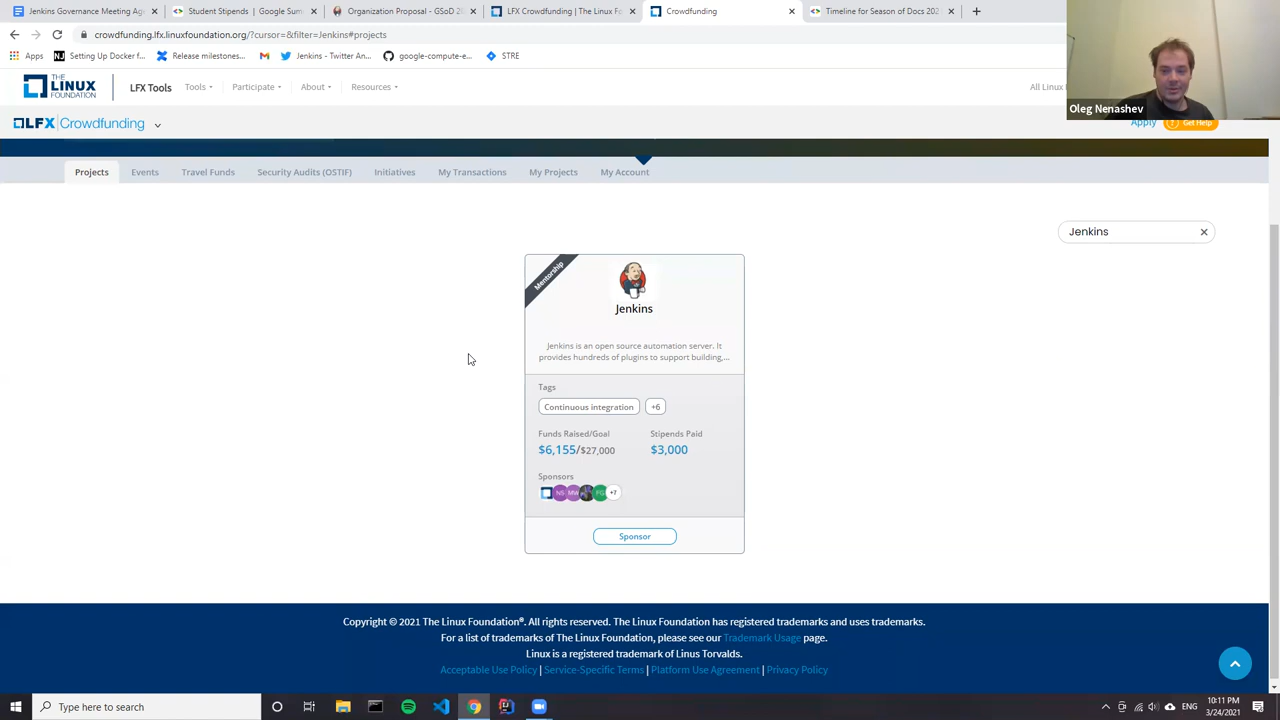 Jenkins Governance Meeting Ag
Student Stipends | Google Sum
Organization Proposal - GSoD 2
LFX Crowdfunding | My Projects
Crowdfunding
Timeline for Season of Docs 202
crowdfunding.lfx.linuxfoundation.org/?cursor=&filter=Jenkins#projects
Apps
Setting Up Docker f...
Release milestones...
Jenkins - Twitter An...
google-compute-e...
STRE
THE LINUX FOUNDATION
LFX Tools
Tools
Participate
About
Resources
All Linux
Oleg Nenashev
LFX Crowdfunding
Apply
Get Help
Projects
Events
Travel Funds
Security Audits (OSTIF)
Initiatives
My Transactions
My Projects
My Account
Jenkins
Mentorship
Jenkins
Jenkins is an open source automation server. It
provides hundreds of plugins to support building,...
Tags
Continuous integration
+6
Funds Raised/Goal
Stipends Paid
$6,155/$27,000
$3,000
Sponsors
NS
MW
FG
+7
Sponsor
Copyright © 2021 The Linux Foundation®. All rights reserved. The Linux Foundation has registered trademarks and uses trademarks.
For a list of trademarks of The Linux Foundation, please see our Trademark Usage page.
Linux is a registered trademark of Linus Torvalds.
Acceptable Use Policy | Service-Specific Terms | Platform Use Agreement | Privacy Policy
Type here to search
ENG
10:11 PM
3/24/2021